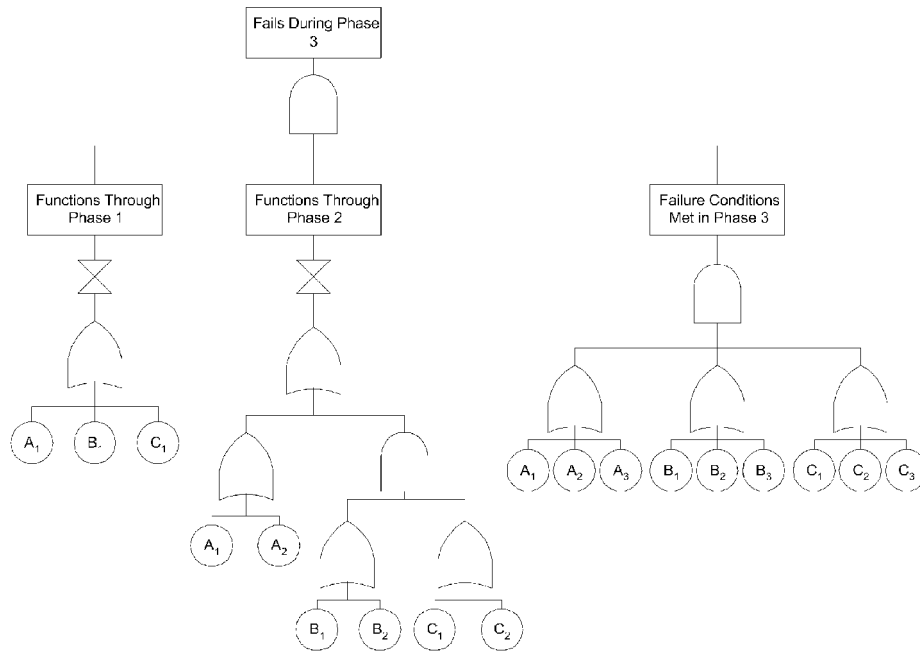 Fails During Phase
3
Functions Through
Phase 1
Functions Through
Phase 2
Failure Conditions
Met in Phase 3
A₁ B C₁
A₁ A₂ A₃ B₁ B₂ B₃ C₁ C₂ C₃
A₁ A₂
B₁ B₂ C₁ C₂